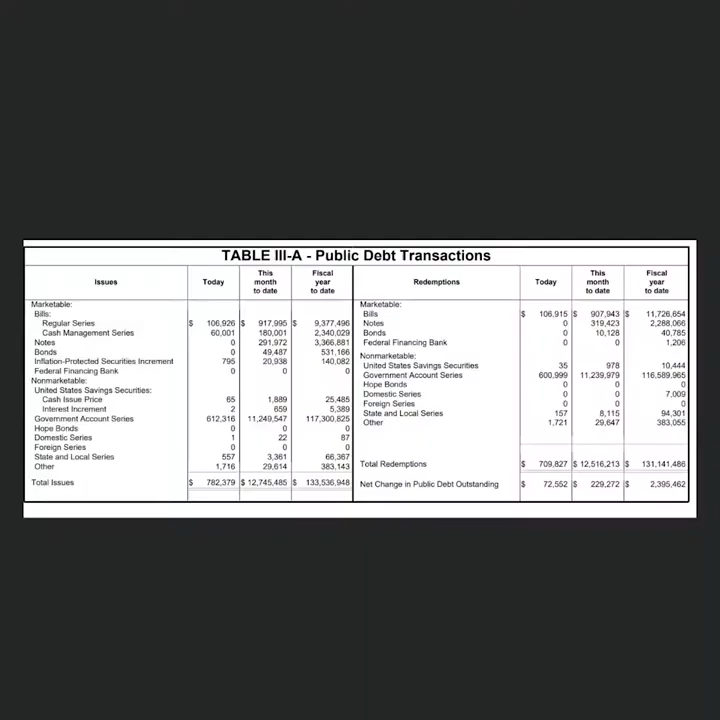 TABLE III-A - Public Debt Transactions
Issues Today This month to date Fiscal year to date
Marketable:
Bills:
Regular Series $ 106,926 $ 917,995 $ 9,377,496
Cash Management Series 60,001 180,001 2,340,029
Notes 0 291,972 3,366,881
Bonds 0 49,487 531,166
Inflation-Protected Securities Increment 795 20,938 140,082
Federal Financing Bank 0 0 0
Nonmarketable:
United States Savings Securities:
Cash Issue Price 65 1,889 25,485
Interest Increment 2 659 5,389
Government Account Series 612,316 11,249,547 117,300,825
Hope Bonds 0 0 0
Domestic Series 1 22 87
Foreign Series 0 0 0
State and Local Series 557 3,361 66,367
Other 1,716 29,614 383,143
Total Issues $ 782,379 $ 12,745,485 $ 133,536,948
Redemptions Today This month to date Fiscal year to date
Marketable:
Bills $ 106,915 $ 907,943 $ 11,726,654
Notes 0 319,423 2,288,066
Bonds 0 10,128 40,785
Federal Financing Bank 0 0 1,206
Nonmarketable:
United States Savings Securities 35 978 10,444
Government Account Series 600,999 11,239,979 116,589,965
Hope Bonds 0 0 0
Domestic Series 0 0 7,009
Foreign Series 0 0 0
State and Local Series 157 8,115 94,301
Other 1,721 29,647 383,055
Total Redemptions $ 709,827 $ 12,516,213 $ 131,141,486
Net Change in Public Debt Outstanding $ 72,552 $ 229,272 $ 2,395,462